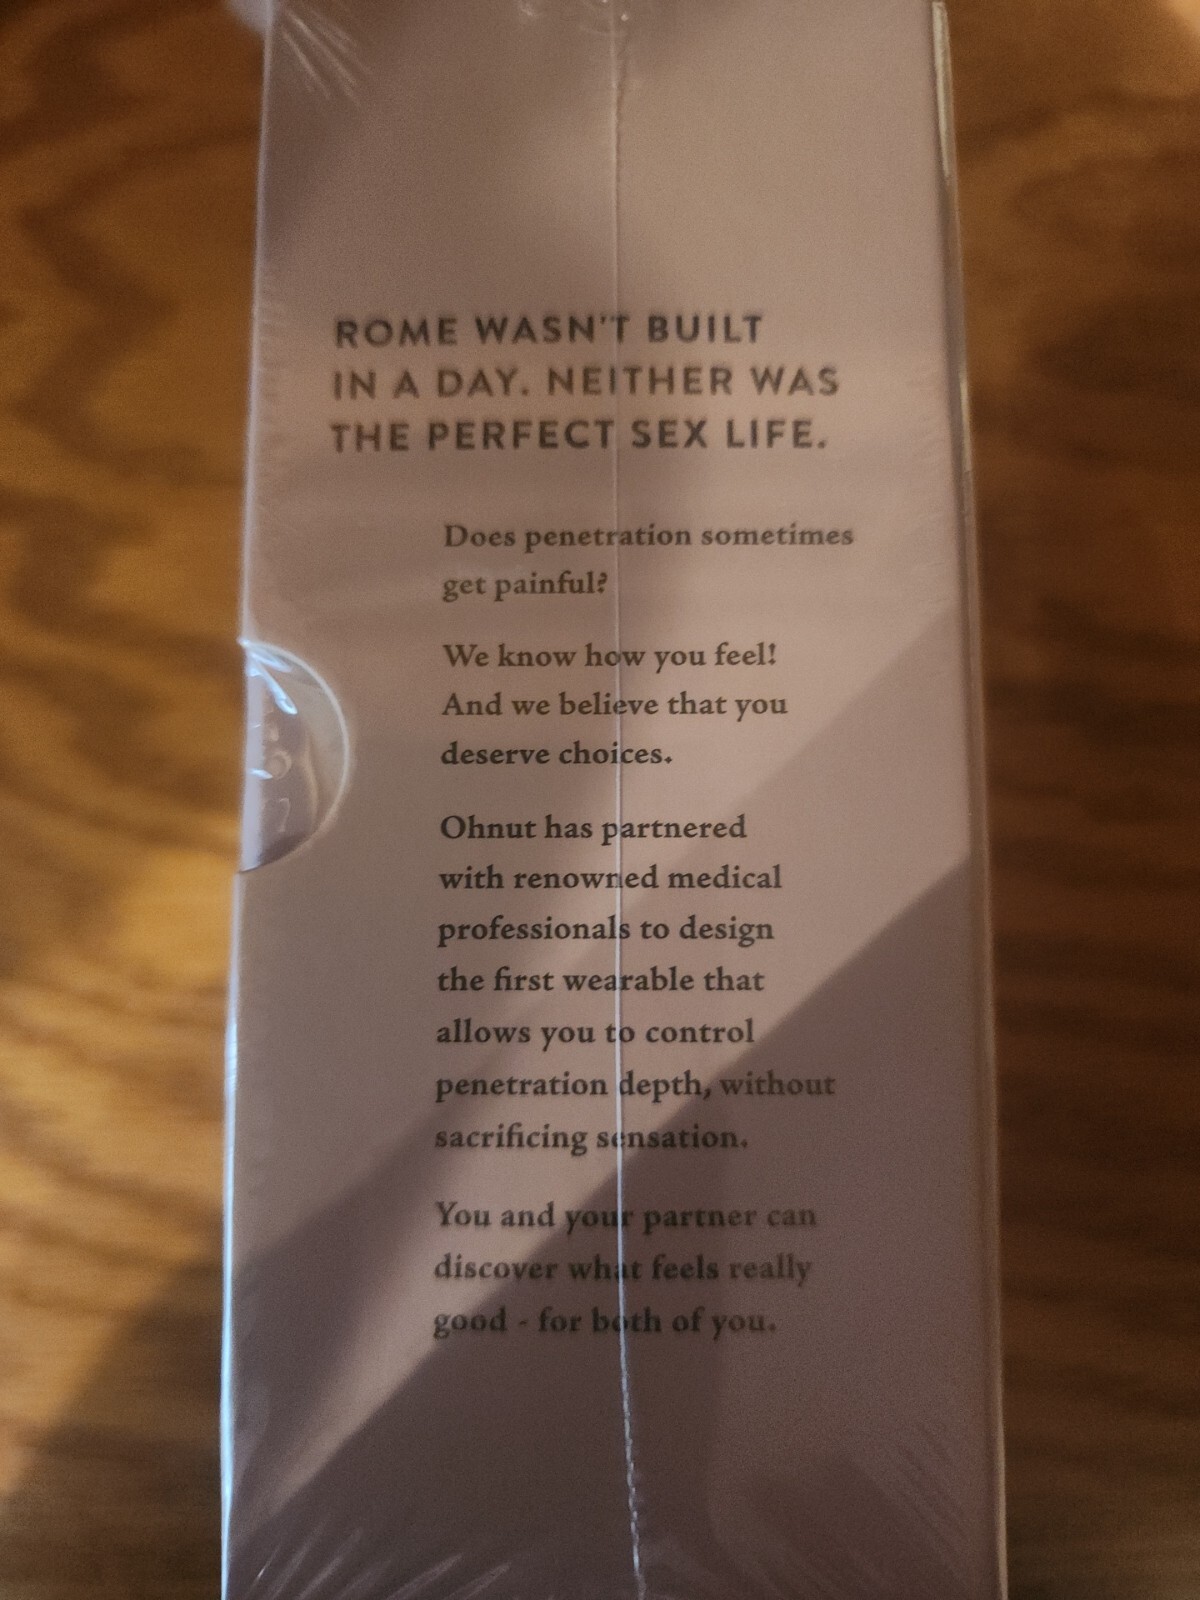 ROME WASN'T BUILT
IN A DAY. NEITHER WAS
THE PERFECT SEX LIFE.
Does penetration sometimes
get painful?
We know how you feel!
And we believe that you
deserve choices.
Ohnut has partnered
with renowned medical
professionals to design
the first wearable that
allows you to control
penetration depth, without
sacrificing sensation.
You and your partner can
discover what feels really
good - for both of you.